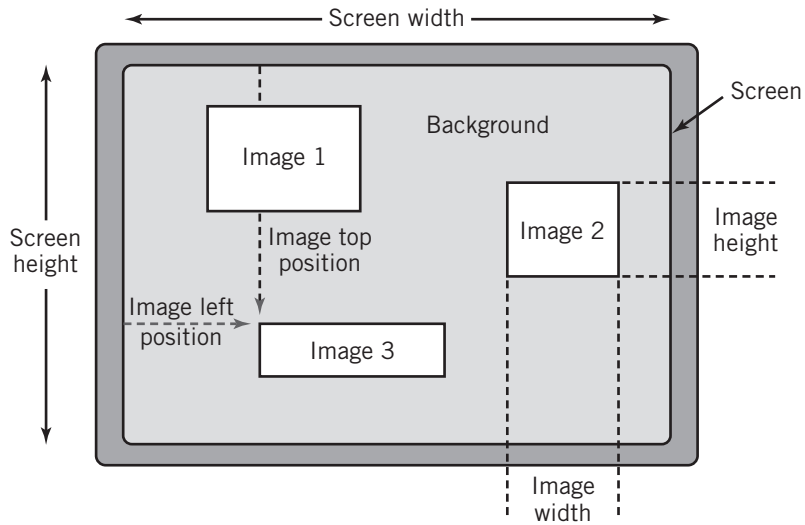 Screen width
Screen
Background
Image 1
Image 2
Image
height
Screen
height
Image top
position
Image left
position
Image 3
Image
width